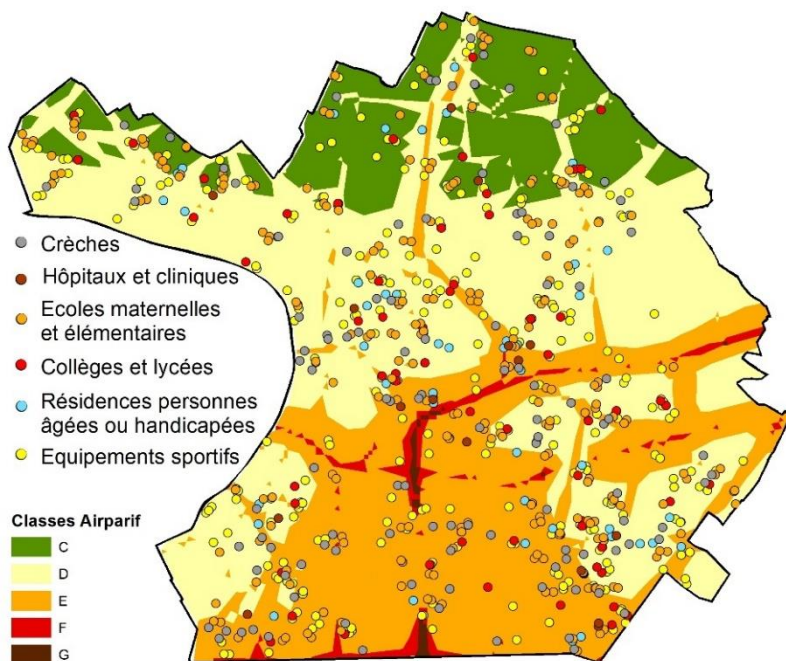 Crèches
Hôpitaux et cliniques
Ecoles maternelles
et élémentaires
Collèges et lycées
Résidences personnes
âgées ou handicapées
Equipements sportifs
Classes Airparif
C
D
E
F
G